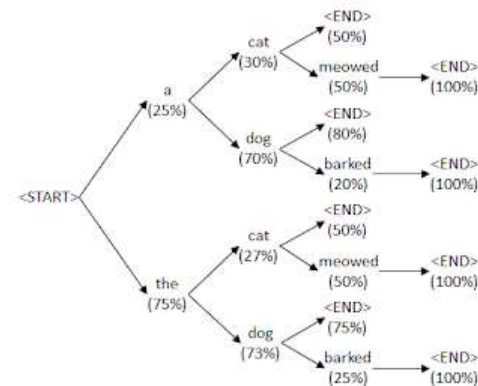 <END>
(50%)
cat
(30%)
meowed
(50%)
<END>
(100%)
a
(25%)
<END>
(80%)
dog
(70%)
barked
(20%)
<END>
(100%)
<START>
<END>
(50%)
cat
(27%)
meowed
(50%)
<END>
(100%)
the
(75%)
<END>
(75%)
dog
(73%)
barked
(25%)
<END>
(100%)